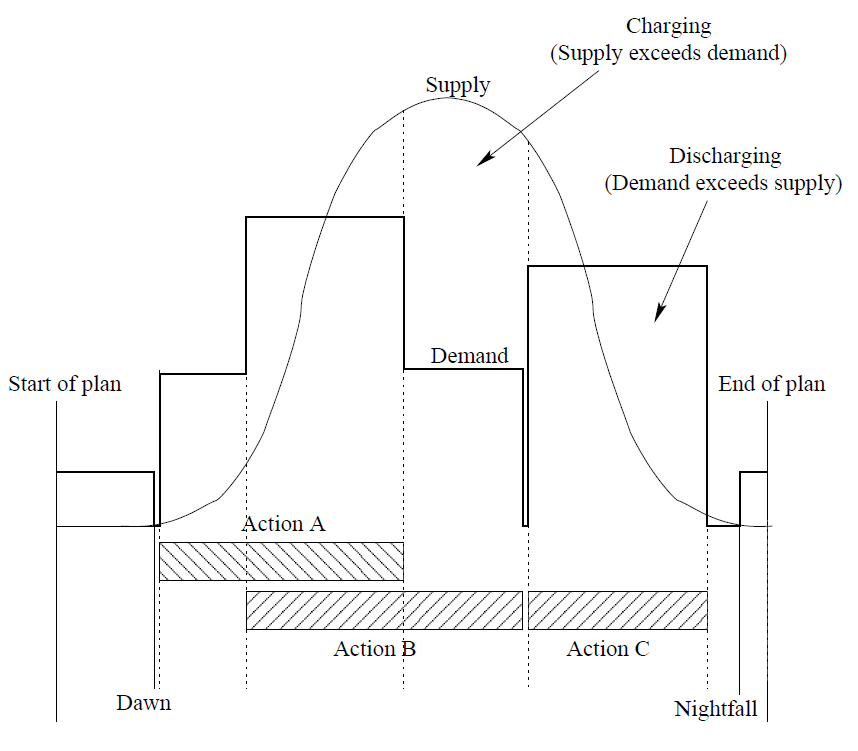 Charging
(Supply exceeds demand)
Supply
Discharging
(Demand exceeds supply)
Demand
Start of plan
End of plan
Action A
Action B
Action C
Dawn
Nightfall